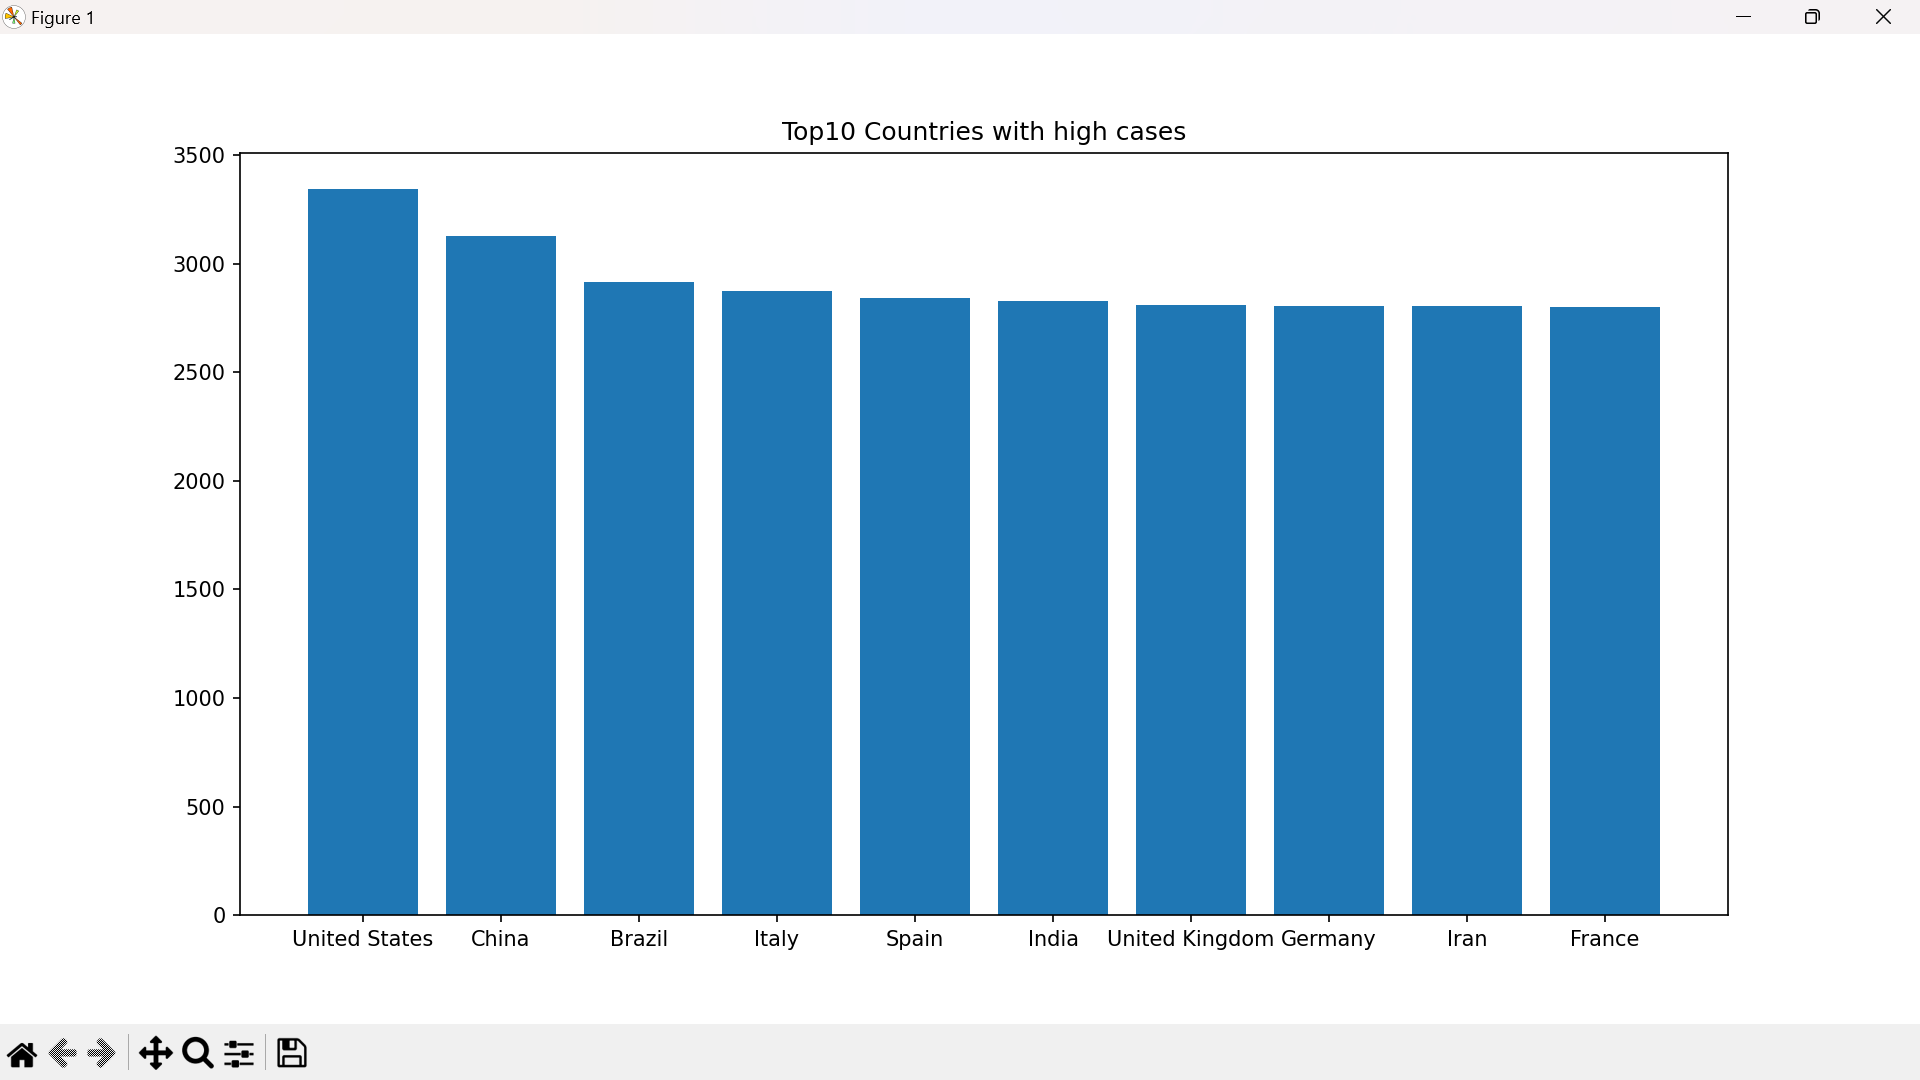 Figure 1
Top10 Countries with high cases
3500
3000
2500
2000
1500
1000
500
0
United States China Brazil Italy Spain India United Kingdom Germany Iran France